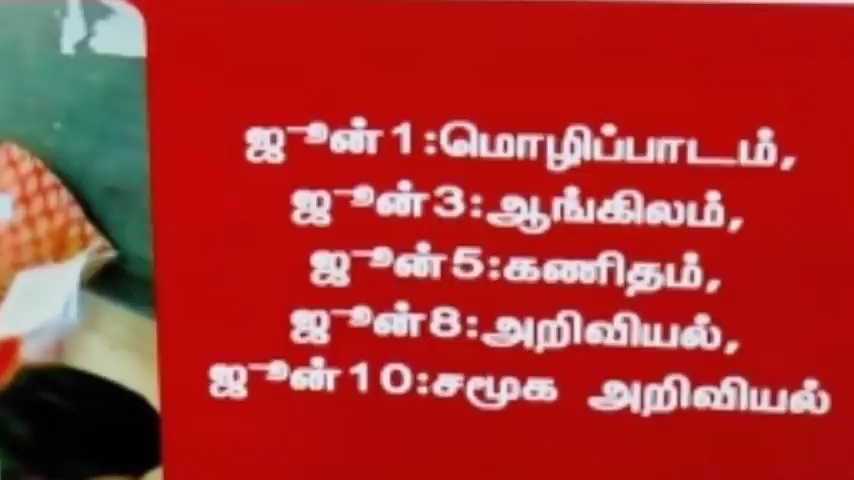 ஜூன் 1:மொழிப்பாடம்,
ஜூன்3:ஆங்கிலம்,
ஜூன்5:கணிதம்,
ஜூன்8:அறிவியல்,
ஜூன்10:சமூக அறிவியல்